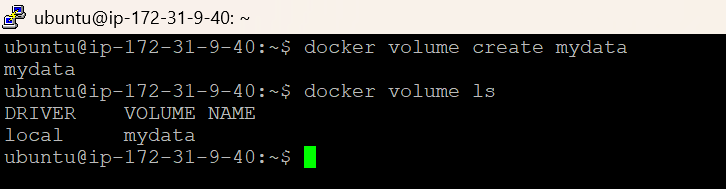 ubuntu@ip-172-31-9-40: ~
ubuntu@ip-172-31-9-40:~$ docker volume create mydata
mydata
ubuntu@ip-172-31-9-40:~$ docker volume ls
DRIVER    VOLUME NAME
local     mydata
ubuntu@ip-172-31-9-40:~$